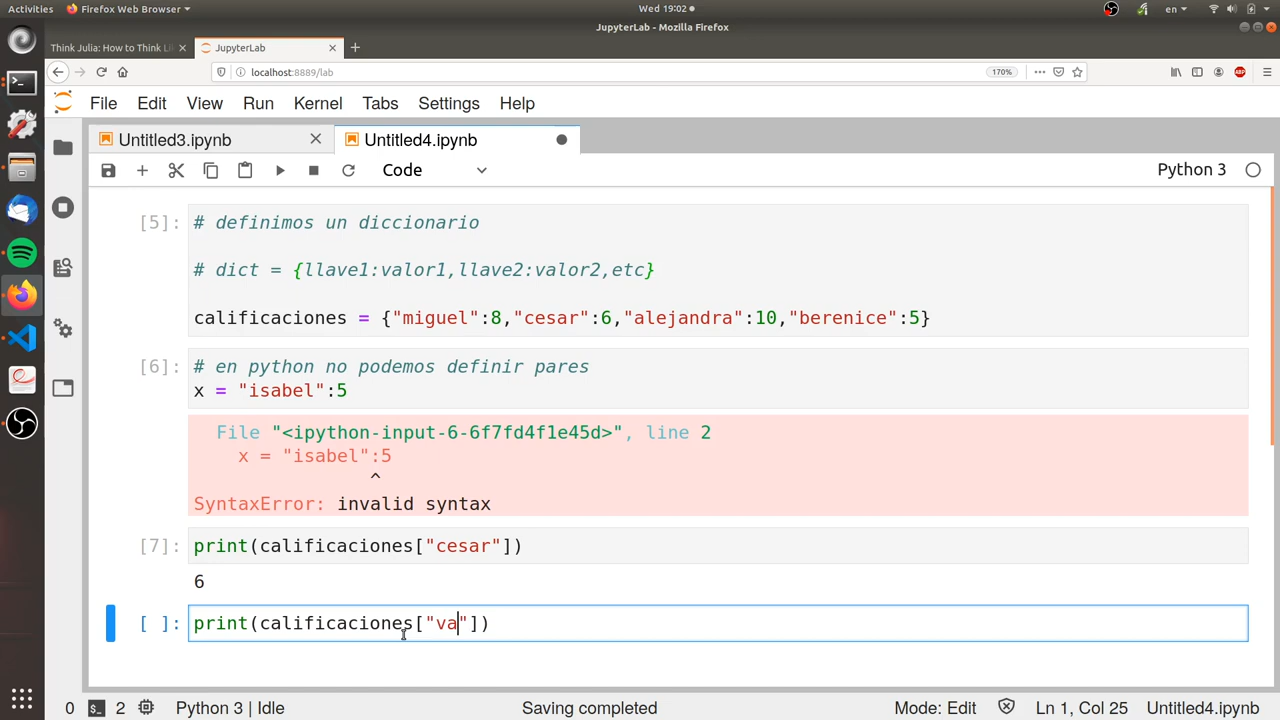 Activities Firefox Web Browser Wed 19:02 en
JupyterLab - Mozilla Firefox
Think Julia: How to Think Li JupyterLab
localhost:8889/lab 170% ABP
File Edit View Run Kernel Tabs Settings Help
Untitled3.ipynb Untitled4.ipynb
Code Python 3
[5]: # definimos un diccionario
# dict = {llave1:valor1,llave2:valor2,etc}
calificaciones = {"miguel":8,"cesar":6,"alejandra":10,"berenice":5}
[6]: # en python no podemos definir pares
x = "isabel":5
File "<ipython-input-6-6f7fd4f1e45d>", line 2
x = "isabel":5
^
SyntaxError: invalid syntax
[7]: print(calificaciones["cesar"])
6
[ ]: print(calificaciones["va"])
0 $_ 2 Python 3 | Idle Saving completed Mode: Edit Ln 1, Col 25 Untitled4.ipynb